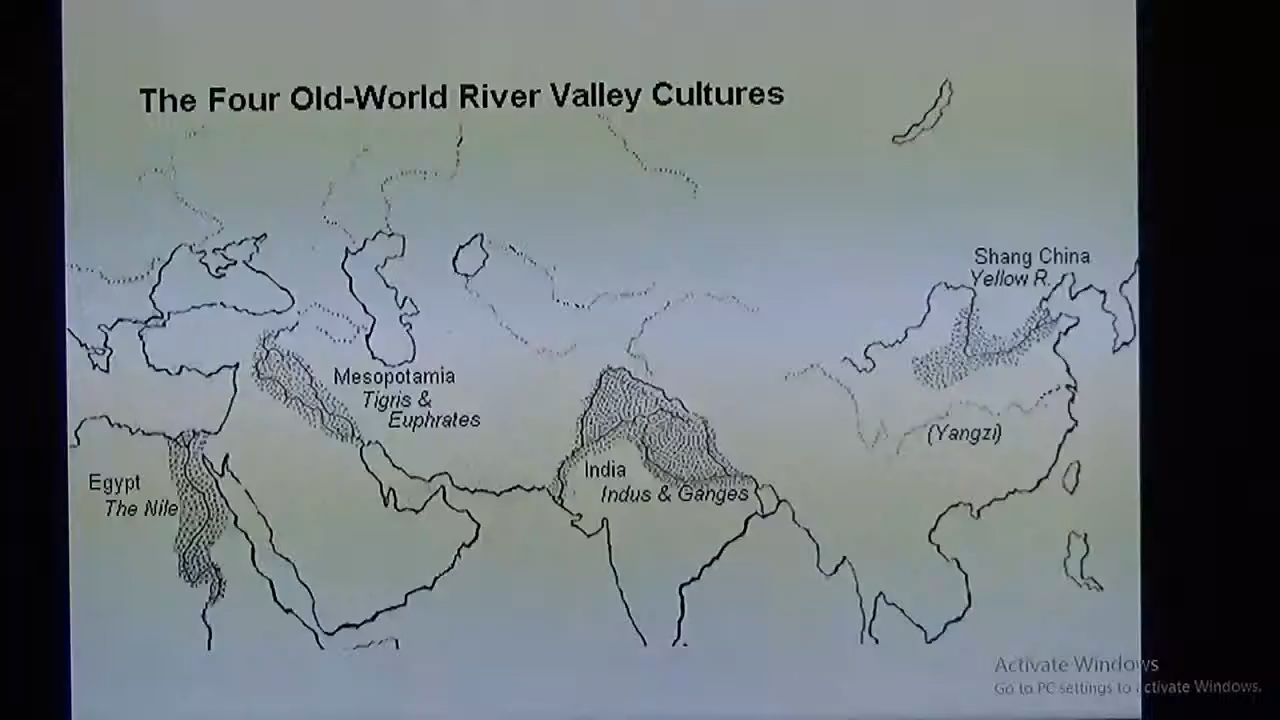 The Four Old-World River Valley Cultures
Shang China
Yellow R.
Mesopotamia
Tigris &
Euphrates
(Yangzi)
India
Indus & Ganges
Egypt
The Nile
Activate Windows
Go to PC settings to activate Windows.